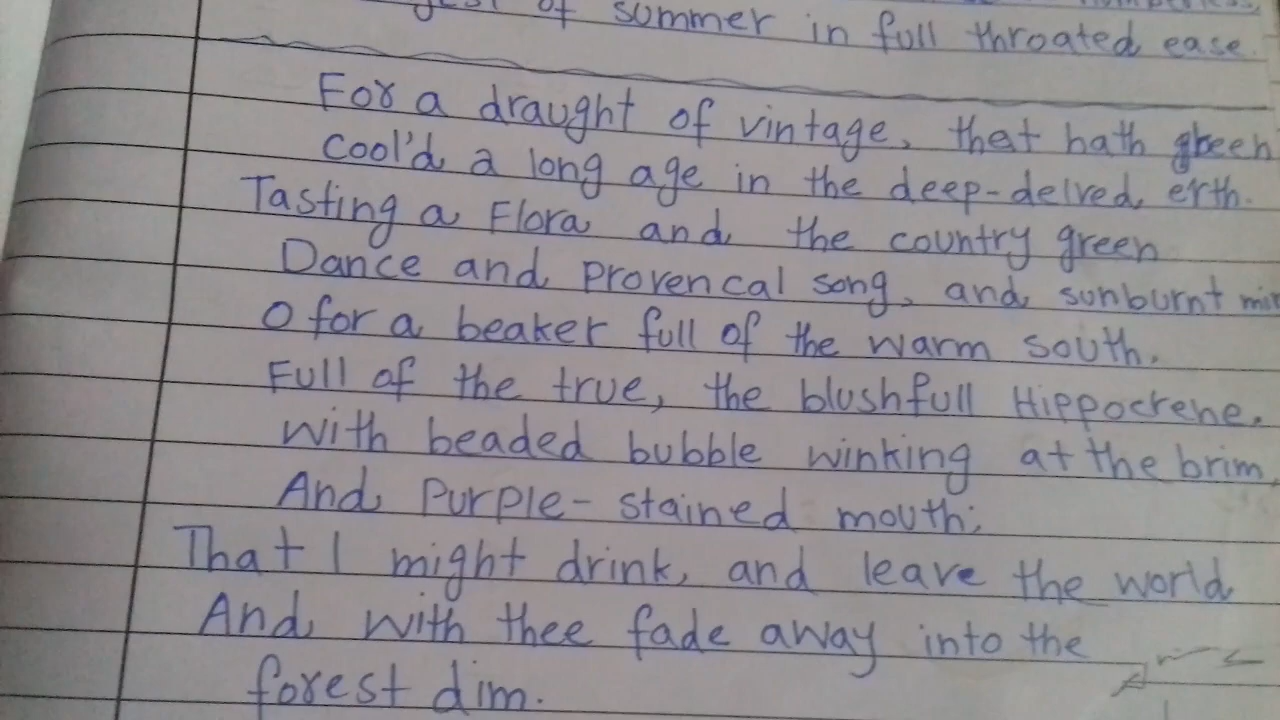 of summer in full throated ease.
For a draught of vintage, that hath been
cool'd a long age in the deep-delved erth.
Tasting a Flora and the country green
Dance and provencal song, and sunburnt
O for a beaker full of the warm south.
Full of the true, the blushfull Hippocrene.
with beaded bubble winking at the brim,
And purple-stained mouth;
That I might drink, and leave the world
And with thee fade away into the
forest dim.